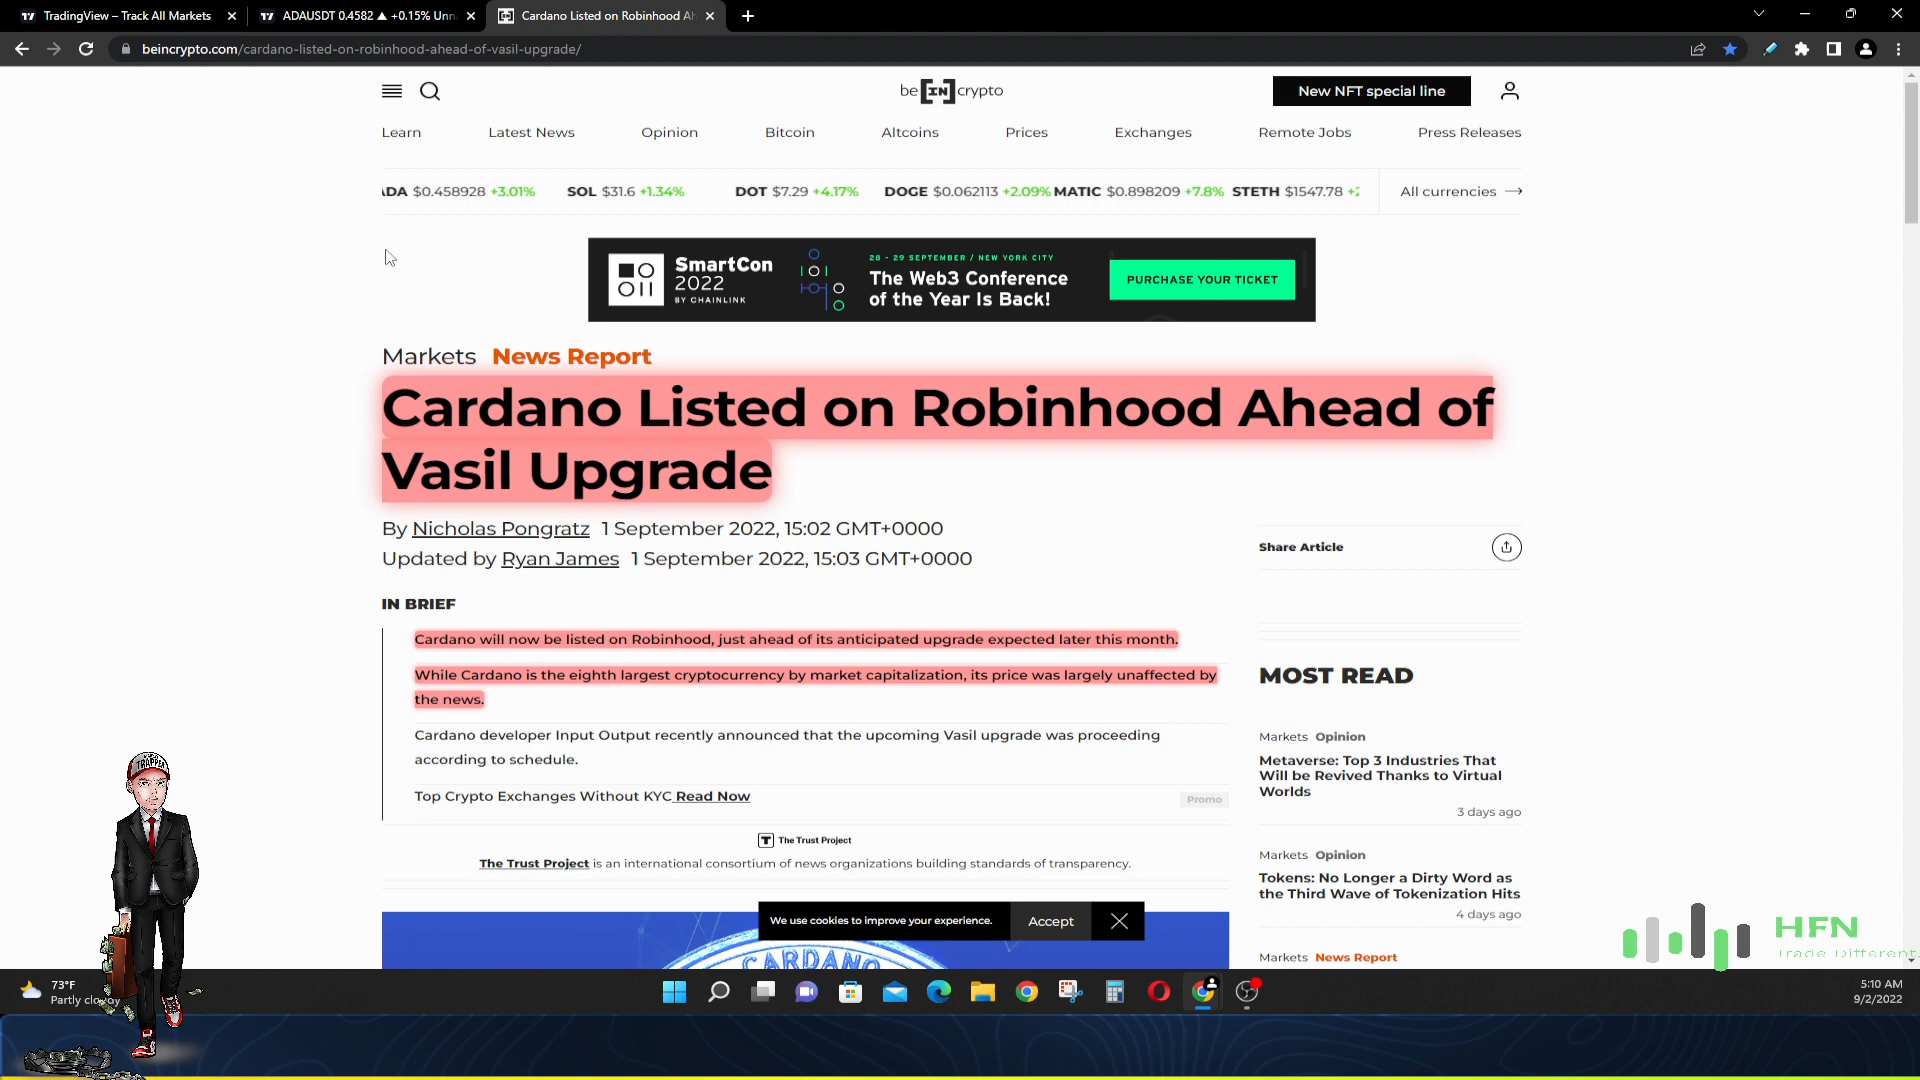 TradingView – Track All Markets
ADAUSDT 0.4582 ▲ +0.15% Unn
Cardano Listed on Robinhood Ah
beincrypto.com/cardano-listed-on-robinhood-ahead-of-vasil-upgrade/
be[IN]crypto
New NFT special line
Learn Latest News Opinion Bitcoin Altcoins Prices Exchanges Remote Jobs Press Releases
ADA $0.458928 +3.01% SOL $31.6 +1.34% DOT $7.29 +4.17% DOGE $0.062113 +2.09% MATIC $0.898209 +7.8% STETH $1547.78 All currencies →
SmartCon
2022
BY CHAINLINK
28 - 29 SEPTEMBER / NEW YORK CITY
The Web3 Conference
of the Year Is Back!
PURCHASE YOUR TICKET
Markets News Report
Cardano Listed on Robinhood Ahead of
Vasil Upgrade
By Nicholas Pongratz 1 September 2022, 15:02 GMT+0000
Updated by Ryan James 1 September 2022, 15:03 GMT+0000
Share Article
IN BRIEF
Cardano will now be listed on Robinhood, just ahead of its anticipated upgrade expected later this month.
While Cardano is the eighth largest cryptocurrency by market capitalization, its price was largely unaffected by
the news.
Cardano developer Input Output recently announced that the upcoming Vasil upgrade was proceeding
according to schedule.
Top Crypto Exchanges Without KYC Read Now
Promo
The Trust Project
The Trust Project is an international consortium of news organizations building standards of transparency.
MOST READ
Markets Opinion
Metaverse: Top 3 Industries That
Will be Revived Thanks to Virtual
Worlds
3 days ago
Markets Opinion
Tokens: No Longer a Dirty Word as
the Third Wave of Tokenization Hits
4 days ago
Markets News Report
We use cookies to improve your experience.
Accept
CARDANO
TRAPPER
HFN
Trade Different
73°F
Partly cloudy
5:10 AM
9/2/2022